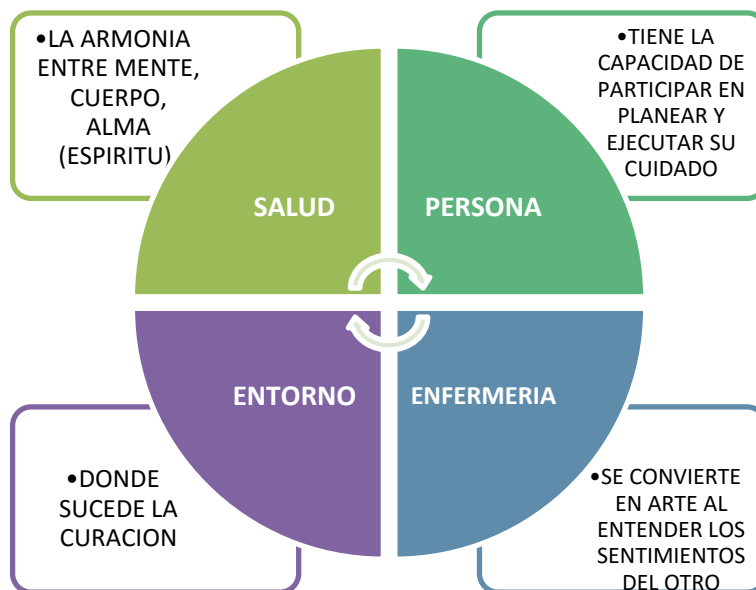 •LA ARMONIA
ENTRE MENTE,
CUERPO,
ALMA
(ESPIRITU)
•TIENE LA
CAPACIDAD DE
PARTICIPAR EN
PLANEAR Y
EJECUTAR SU
CUIDADO
SALUD
PERSONA
ENTORNO
ENFERMERIA
•DONDE
SUCEDE LA
CURACION
•SE CONVIERTE
EN ARTE AL
ENTENDER LOS
SENTIMIENTOS
DEL OTRO